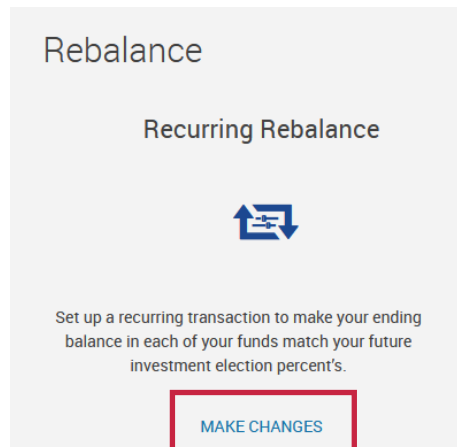 Rebalance
Recurring Rebalance
Set up a recurring transaction to make your ending
balance in each of your funds match your future
investment election percent's.
MAKE CHANGES